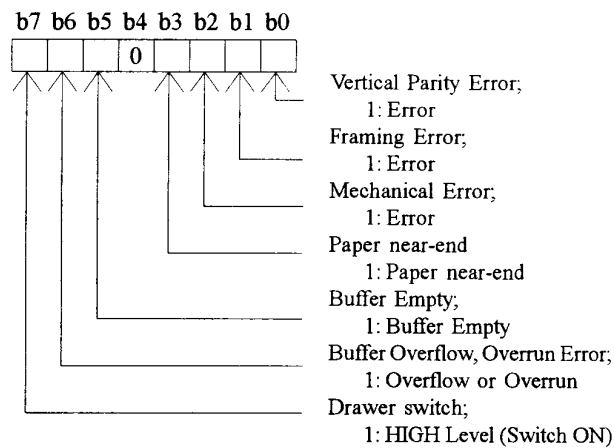 b7 b6 b5 b4 b3 b2 b1 b0
0
Vertical Parity Error;
1: Error
Framing Error;
1: Error
Mechanical Error;
1: Error
Paper near-end
1: Paper near-end
Buffer Empty;
1: Buffer Empty
Buffer Overflow, Overrun Error;
1: Overflow or Overrun
Drawer switch;
1: HIGH Level (Switch ON)